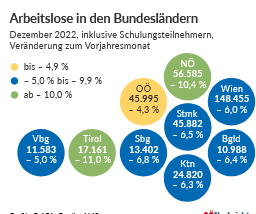 Arbeitslose in den Bundesländern
Dezember 2022, inklusive Schulungsteilnehmern,
Veränderung zum Vorjahresmonat
bis – 4,9 %
– 5,0 % bis – 9,9 %
ab – 10,0 %
OÖ
45.995
– 4,3 %
NÖ
56.585
– 10,4 %
Wien
148.455
– 6,0 %
Stmk
45.882
– 6,5 %
Vbg
11.583
– 5,0 %
Tirol
17.161
– 11,0 %
Sbg
13.402
– 6,8 %
Bgld
10.988
– 6,4 %
Ktn
24.820
– 6,3 %